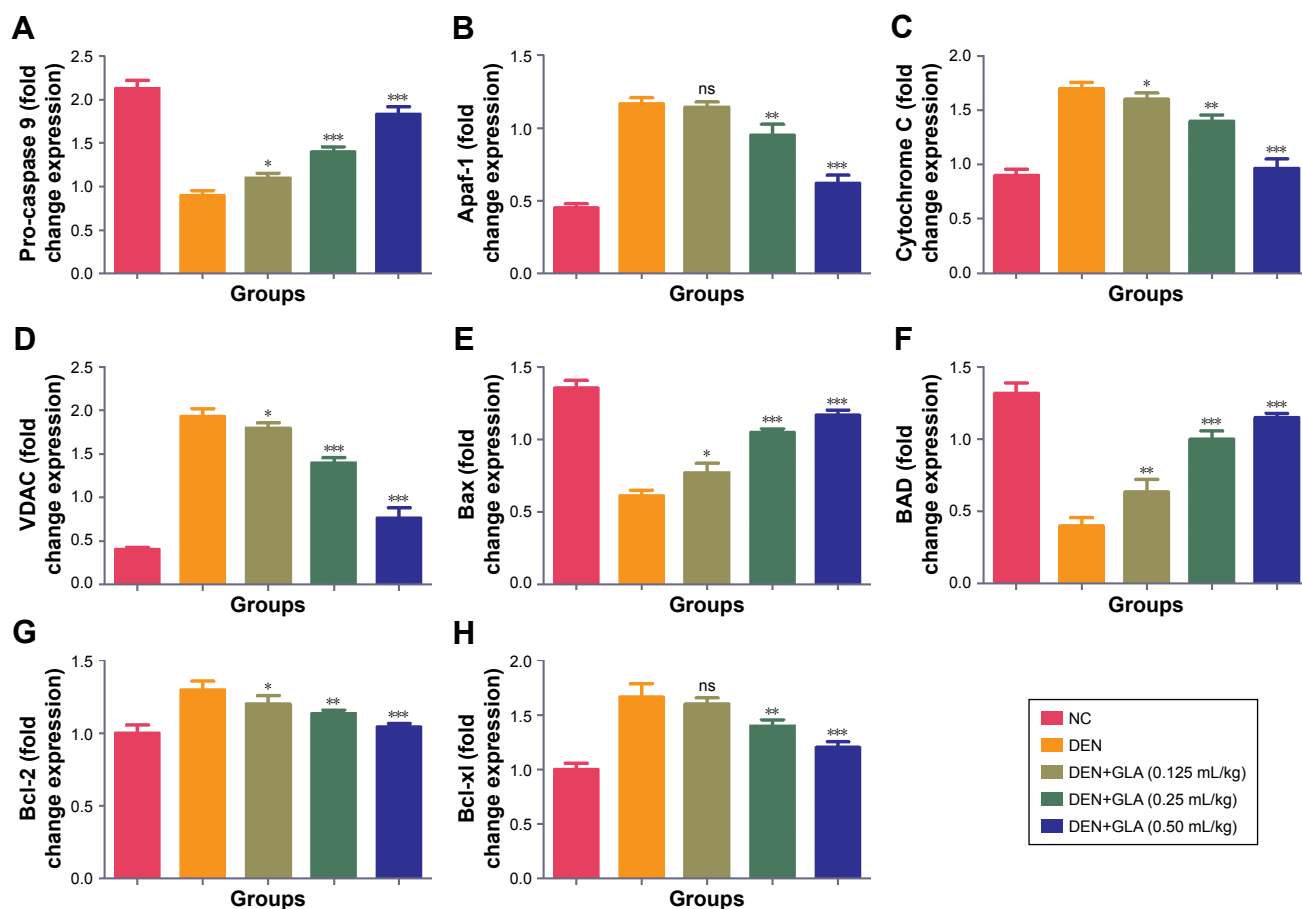 A
Pro-caspase 9 (fold
change expression)
2.5
2.0
1.5
1.0
0.5
0.0
*
***
***
Groups
B
Apaf-1 (fold
change expression)
1.5
1.0
0.5
0.0
ns
**
***
Groups
C
Cytochrome C (fold
change expression)
2.0
1.5
1.0
0.5
0.0
*
**
***
Groups
D
VDAC (fold
change expression)
2.5
2.0
1.5
1.0
0.5
0.0
*
***
***
Groups
E
Bax (fold
change expression)
1.5
1.0
0.5
0.0
*
***
***
Groups
F
BAD (fold
change expression)
1.5
1.0
0.5
0.0
**
***
***
Groups
G
Bcl-2 (fold
change expression)
1.5
1.0
0.5
0.0
*
**
***
Groups
H
Bcl-xl (fold
change expression)
2.0
1.5
1.0
0.5
0.0
ns
**
***
Groups
NC
DEN
DEN+GLA (0.125 mL/kg)
DEN+GLA (0.25 mL/kg)
DEN+GLA (0.50 mL/kg)